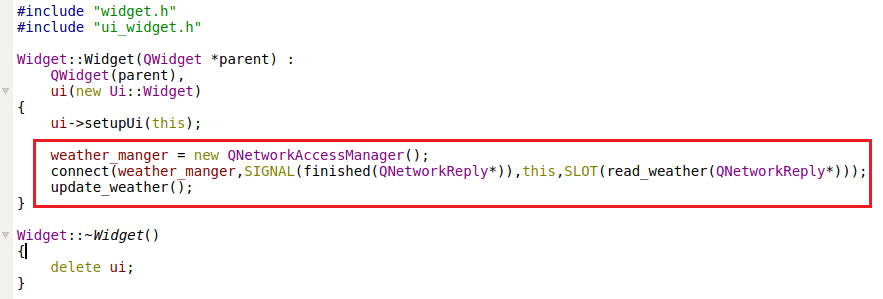 #include "widget.h"
#include "ui_widget.h"
Widget::Widget(QWidget *parent) :
QWidget(parent),
ui(new Ui::Widget)
{
ui->setupUi(this);
weather_manger = new QNetworkAccessManager();
connect(weather_manger,SIGNAL(finished(QNetworkReply*)),this,SLOT(read_weather(QNetworkReply*)));
update_weather();
}
Widget::~Widget()
{
delete ui;
}